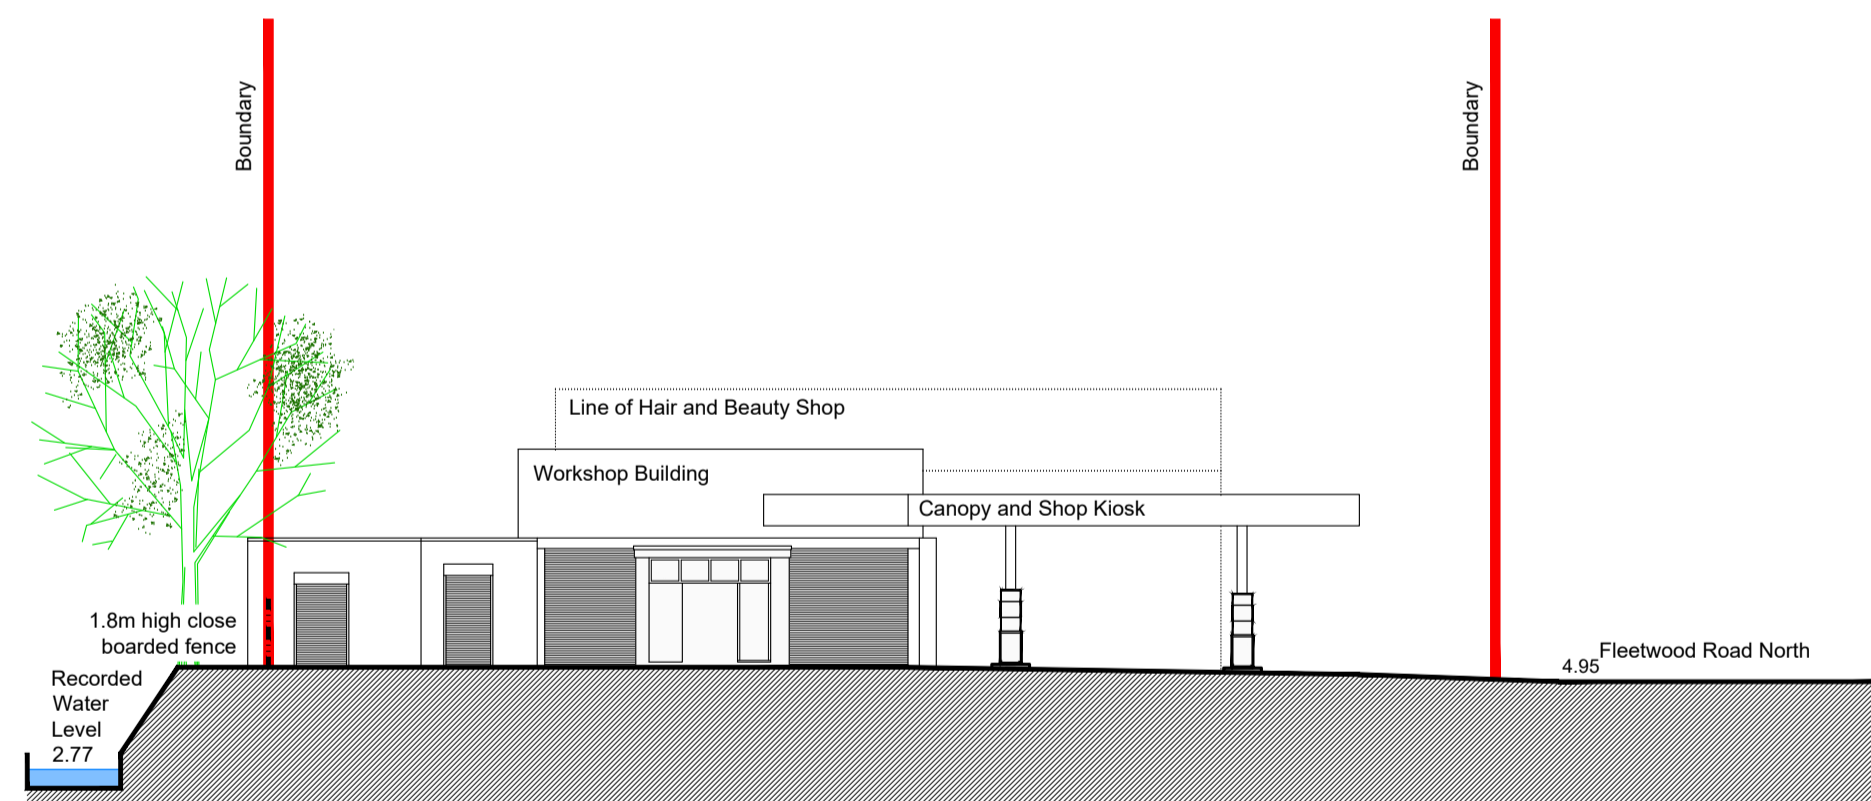 Boundary
Boundary
Line of Hair and Beauty Shop
Workshop Building
Canopy and Shop Kiosk
1.8m high close
boarded fence
Recorded
Water
Level
2.77
4.95
Fleetwood Road North